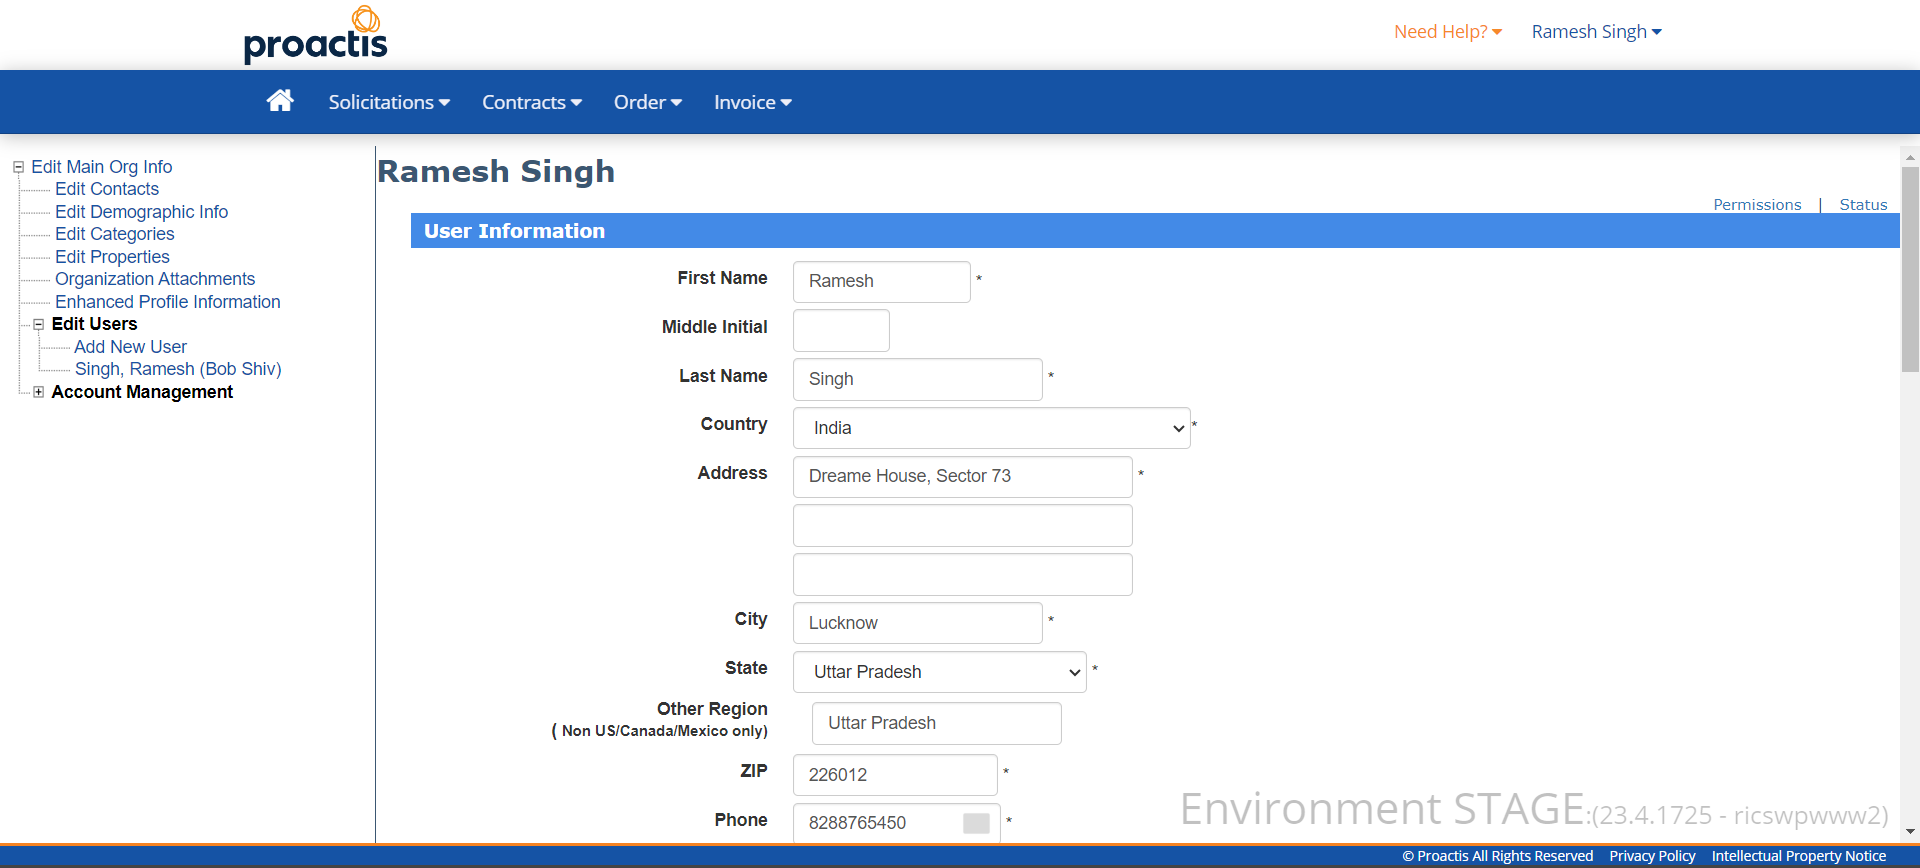 proactis
Need Help?
Ramesh Singh
Solicitations
Contracts
Order
Invoice
Edit Main Org Info
Edit Contacts
Edit Demographic Info
Edit Categories
Edit Properties
Organization Attachments
Enhanced Profile Information
Edit Users
Add New User
Singh, Ramesh (Bob Shiv)
Account Management
Ramesh Singh
Permissions | Status
User Information
First Name Ramesh *
Middle Initial
Last Name Singh *
Country India *
Address Dreame House, Sector 73 *
City Lucknow *
State Uttar Pradesh *
Other Region Uttar Pradesh
( Non US/Canada/Mexico only)
ZIP 226012 *
Phone 8288765450 *
Environment STAGE:(23.4.1725 - ricswpwww2)
© Proactis All Rights Reserved Privacy Policy Intellectual Property Notice